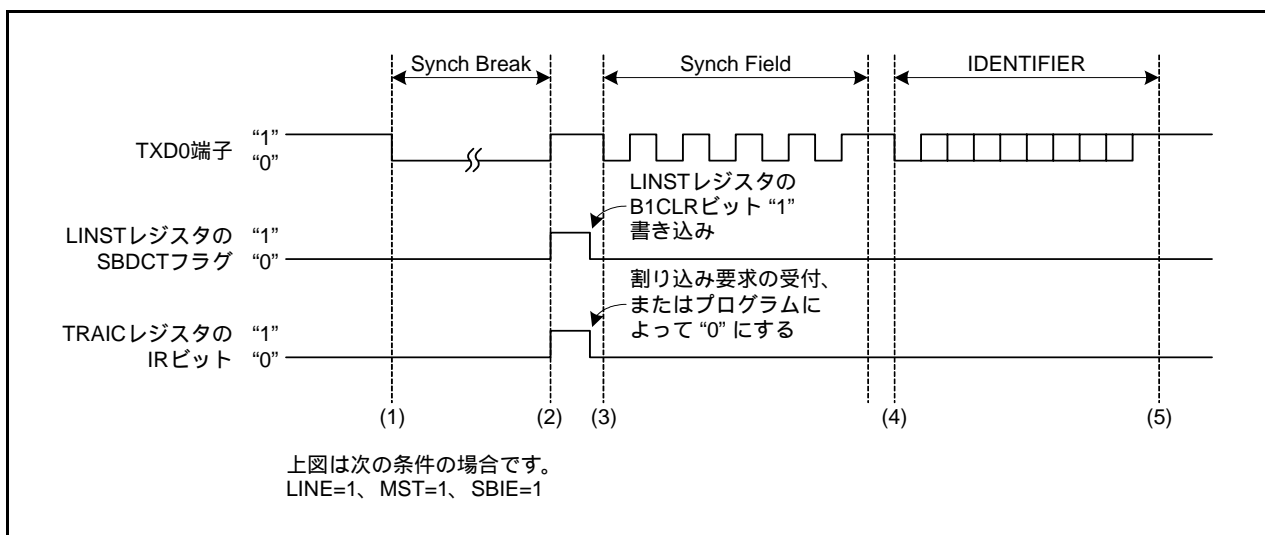 Synch Break
Synch Field
IDENTIFIER
TXD0端子
“1”
“0”
LINSTレジスタの
B1CLRビット “1”
書き込み
LINSTレジスタの
SBDCTフラグ
“1”
“0”
割り込み要求の受付、
またはプログラムに
よって “0” にする
TRAICレジスタの
IRビット
“1”
“0”
(1)
(2)
(3)
(4)
(5)
上図は次の条件の場合です。
LINE=1、MST=1、SBIE=1